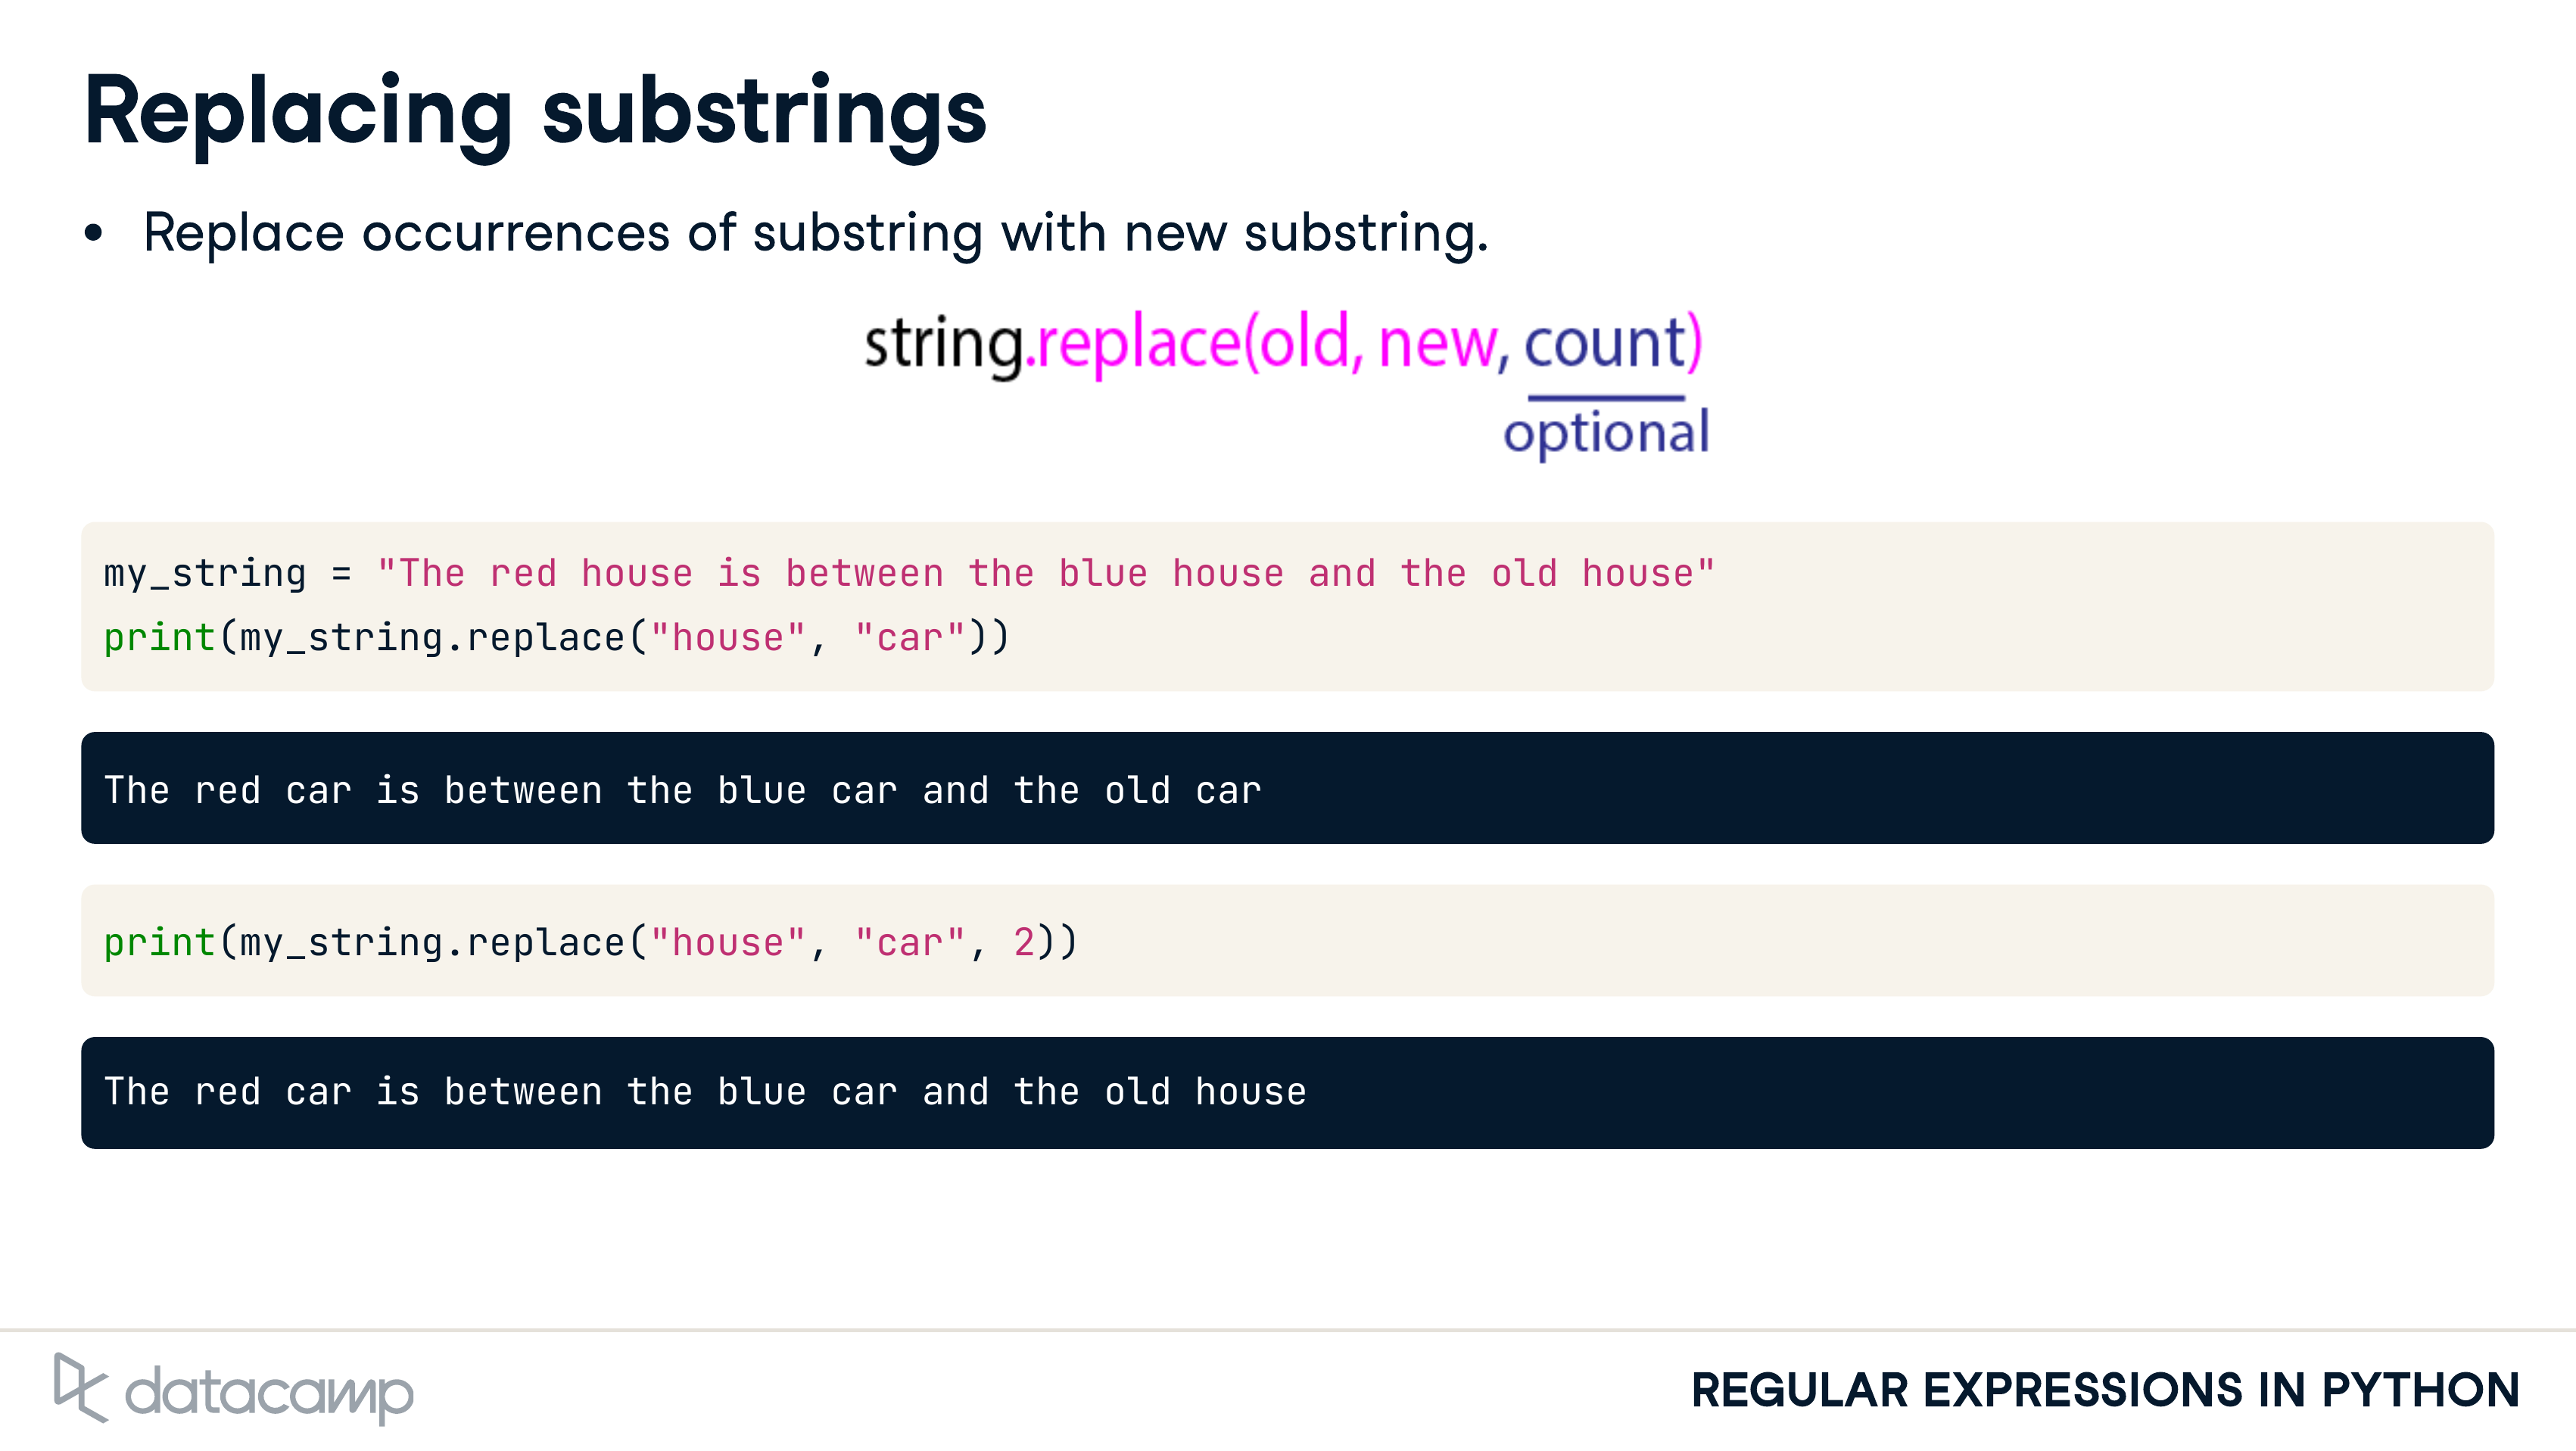 Replacing substrings
• Replace occurrences of substring with new substring.
string.replace(old, new, count)
optional
my_string = "The red house is between the blue house and the old house"
print(my_string.replace("house", "car"))
The red car is between the blue car and the old car
print(my_string.replace("house", "car", 2))
The red car is between the blue car and the old house
datacamp
REGULAR EXPRESSIONS IN PYTHON